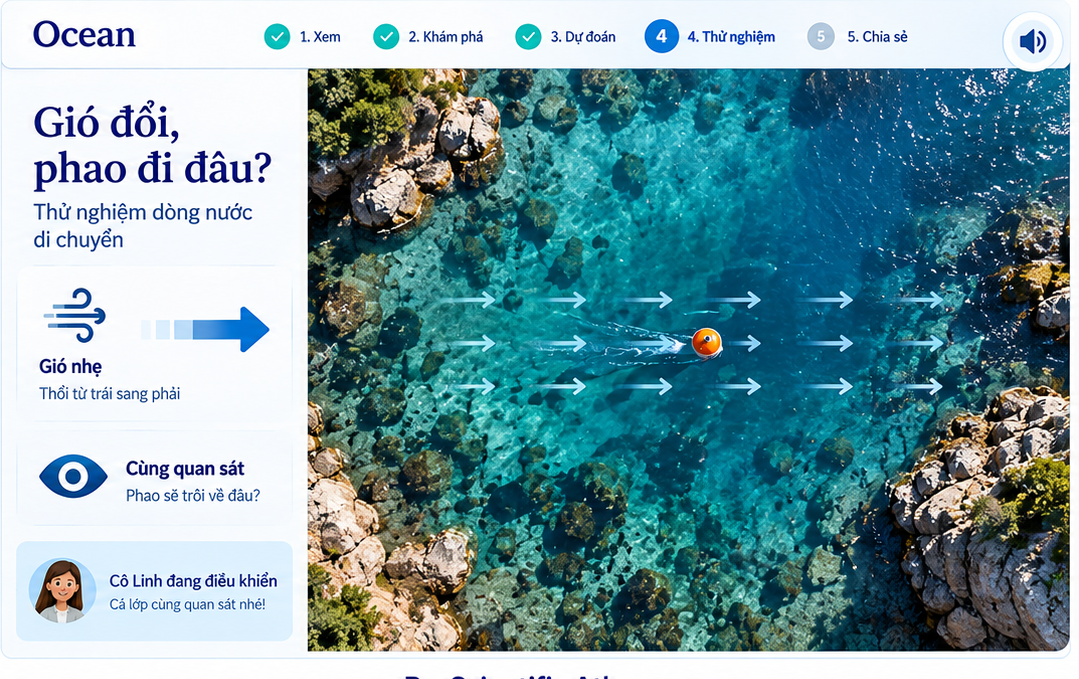 Ocean
1. Xem
2. Khám phá
3. Dự đoán
4
4. Thử nghiệm
5
5. Chia sẻ
Gió đổi,
phao đi đâu?
Thử nghiệm dòng nước
di chuyển
Gió nhẹ
Thổi từ trái sang phải
Cùng quan sát
Phao sẽ trôi về đâu?
Cô Linh đang điều khiển
Cả lớp cùng quan sát nhé!